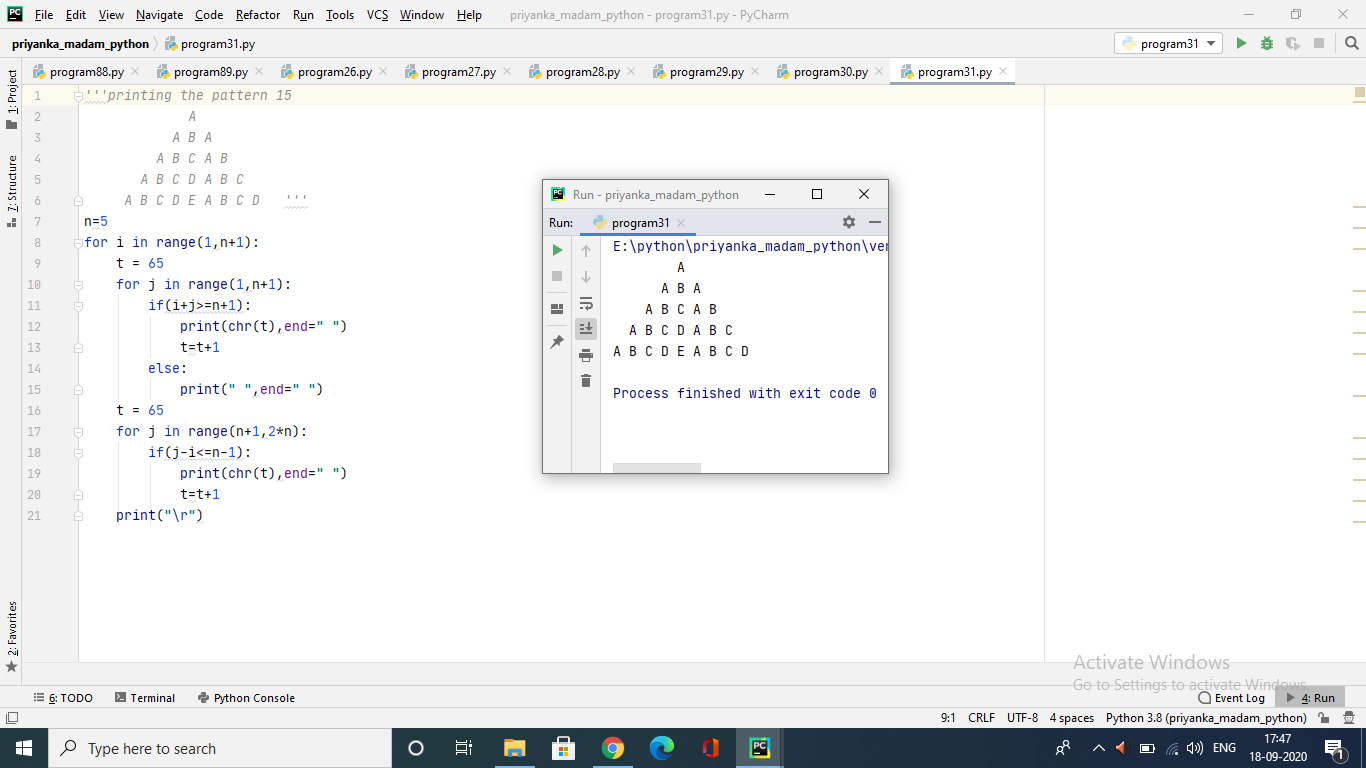 File Edit View Navigate Code Refactor Run Tools VCS Window Help priyanka_madam_python - program31.py - PyCharm
priyanka_madam_python program31.py program31
program88.py program89.py program26.py program27.py program28.py program29.py program30.py program31.py
1: Project
7: Structure
2: Favorites
1 '''printing the pattern 15
2 A
3 A B A
4 A B C A B
5 A B C D A B C
6 A B C D E A B C D '''
7 n=5
8 for i in range(1,n+1):
9 t = 65
10 for j in range(1,n+1):
11 if(i+j>=n+1):
12 print(chr(t),end=" ")
13 t=t+1
14 else:
15 print(" ",end=" ")
16 t = 65
17 for j in range(n+1,2*n):
18 if(j-i<=n-1):
19 print(chr(t),end=" ")
20 t=t+1
21 print("\r")
Run - priyanka_madam_python
Run: program31
E:\python\priyanka_madam_python\ver
A
A B A
A B C A B
A B C D A B C
A B C D E A B C D
Process finished with exit code 0
Activate Windows
Go to Settings to activate Windows.
6: TODO Terminal Python Console Event Log 4: Run
9:1 CRLF UTF-8 4 spaces Python 3.8 (priyanka_madam_python)
Type here to search
ENG
17:47
18-09-2020
1